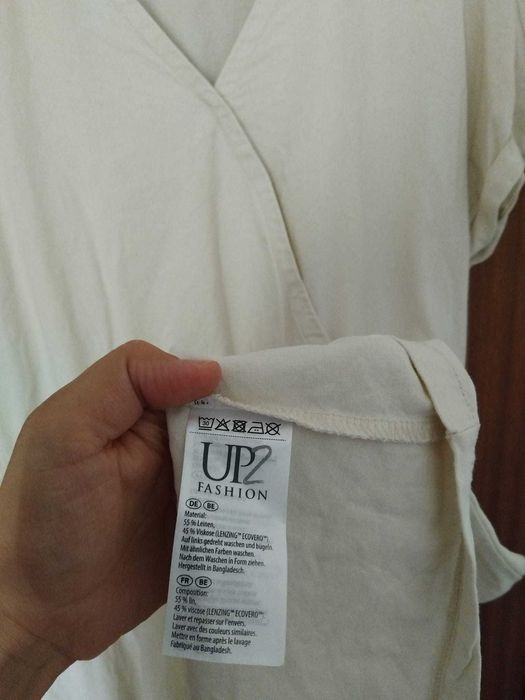 30
UP2
FASHION
DE BE
Material:
55 % Leinen,
45 % Viskose (LENZING™ ECOVERO™)
Auf links gedreht waschen und bügeln.
Mit ähnlichen Farben waschen.
Nach dem Waschen in Form ziehen.
Hergestellt in Bangladesch.
FR BE
Composition:
55 % lin,
45 % viscose (LENZING™ ECOVERO™)
Laver et repasser sur l'envers.
Laver avec des couleurs similaires.
Mettre en forme après le lavage
Fabriqué au Bangladesh.